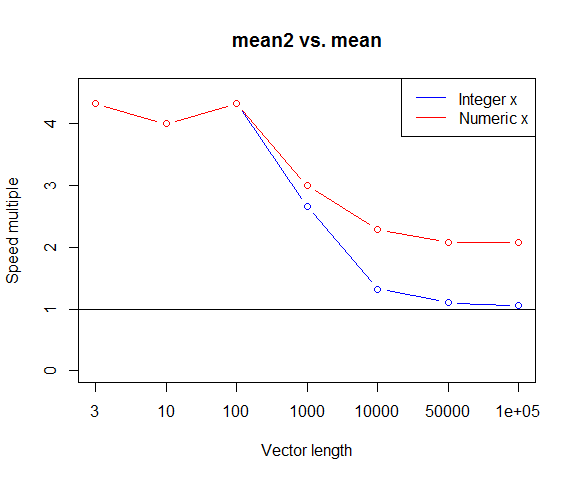 mean2 vs. mean
Integer x
Numeric x
Speed multiple
4
3
2
1
0
3 10 100 1000 10000 50000 1e+05
Vector length